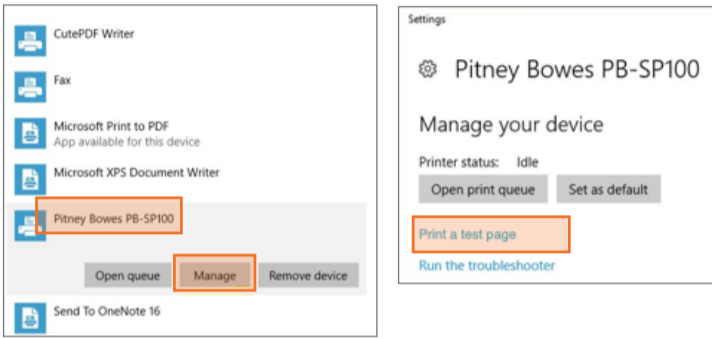 CutePDF Writer
Fax
Microsoft Print to PDF
App available for this device
Microsoft XPS Document Writer
Pitney Bowes PB-SP100
Open queue Manage Remove device
Send To OneNote 16
Settings
Pitney Bowes PB-SP100
Manage your device
Printer status: Idle
Open print queue Set as default
Print a test page
Run the troubleshooter